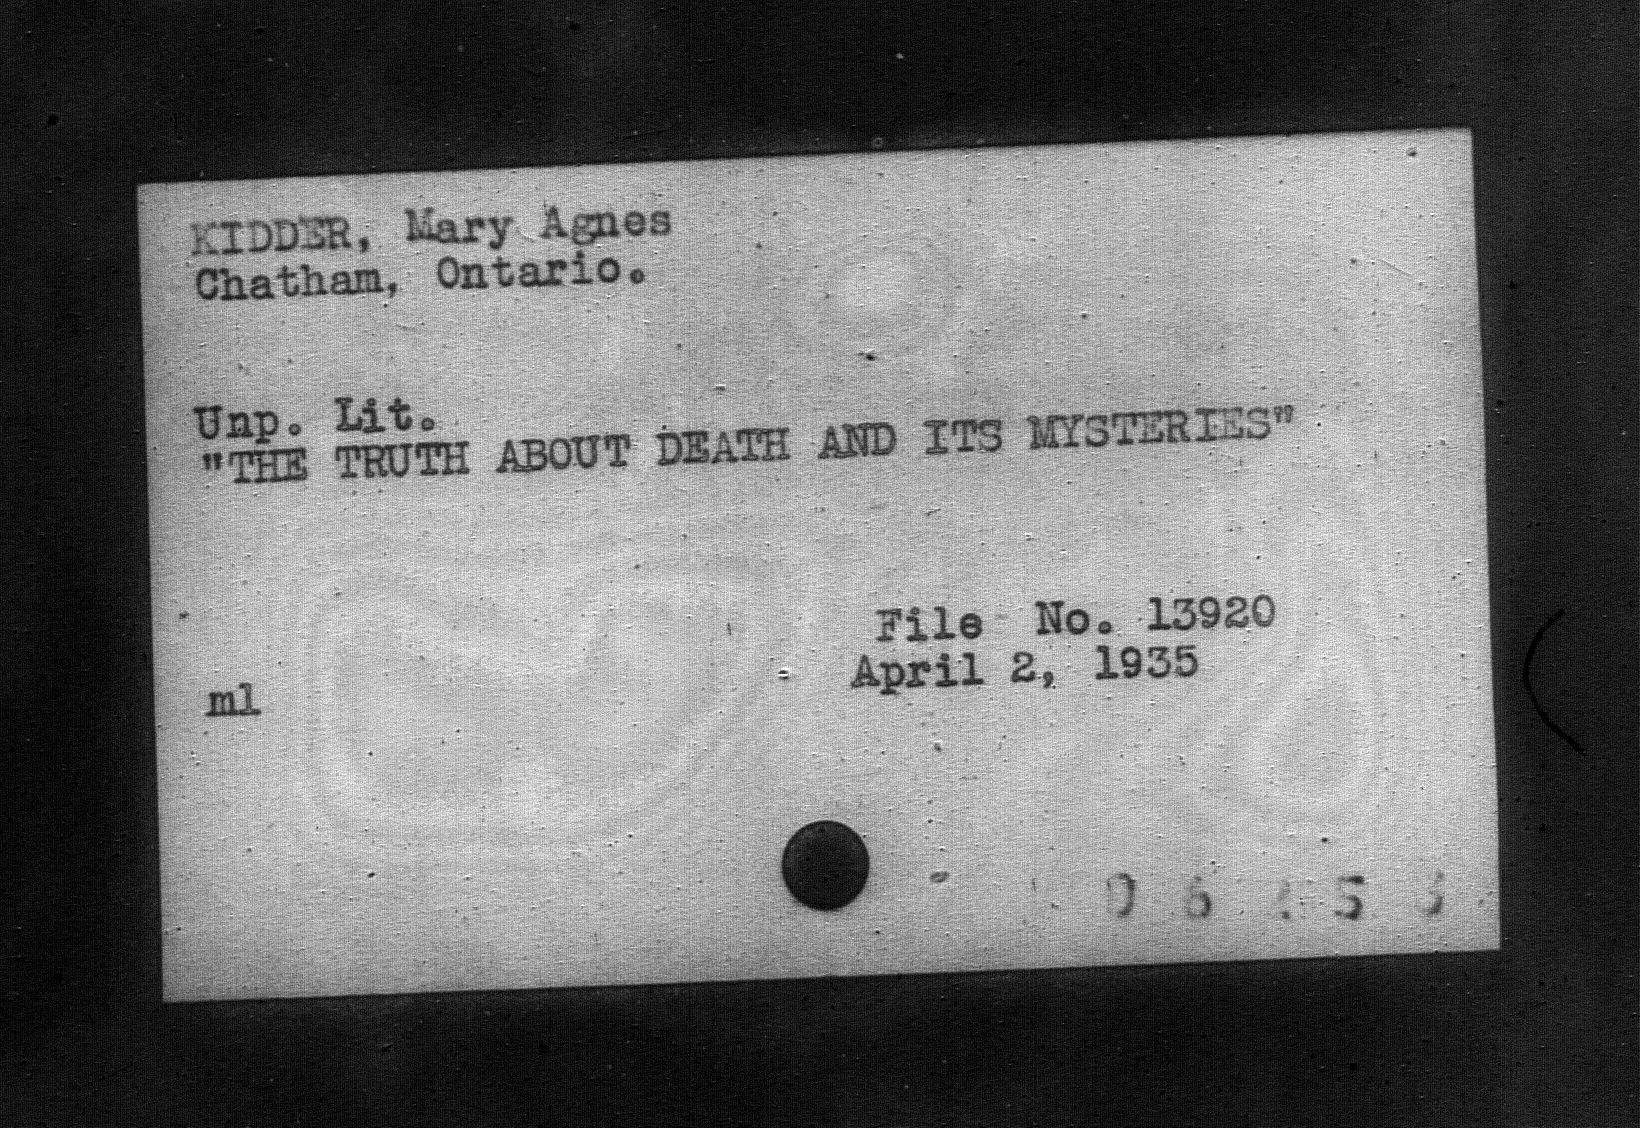 KIDDER, Mary Agnes
Chatham, Ontario.
Unp. Lit.
"THE TRUTH ABOUT DEATH AND ITS MYSTERIES"
File No. 13920
April 2, 1935
ml